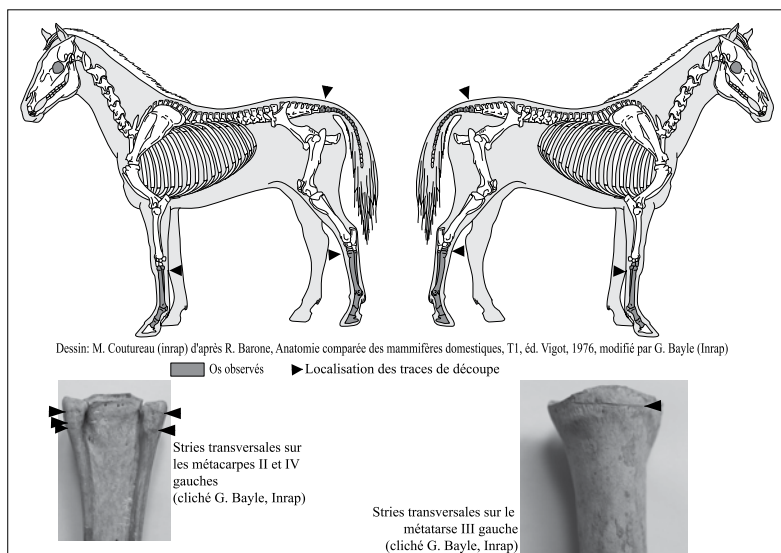 Dessin: M. Coutureau (inrap) d'après R. Barone, Anatomie comparée des mammifères domestiques, T1, éd. Vigot, 1976, modifié par G. Bayle (Inrap)
Os observés
Localisation des traces de découpe
Stries transversales sur
les métacarpes II et IV
gauches
(cliché G. Bayle, Inrap)
Stries transversales sur le
métatarse III gauche
(cliché G. Bayle, Inrap)